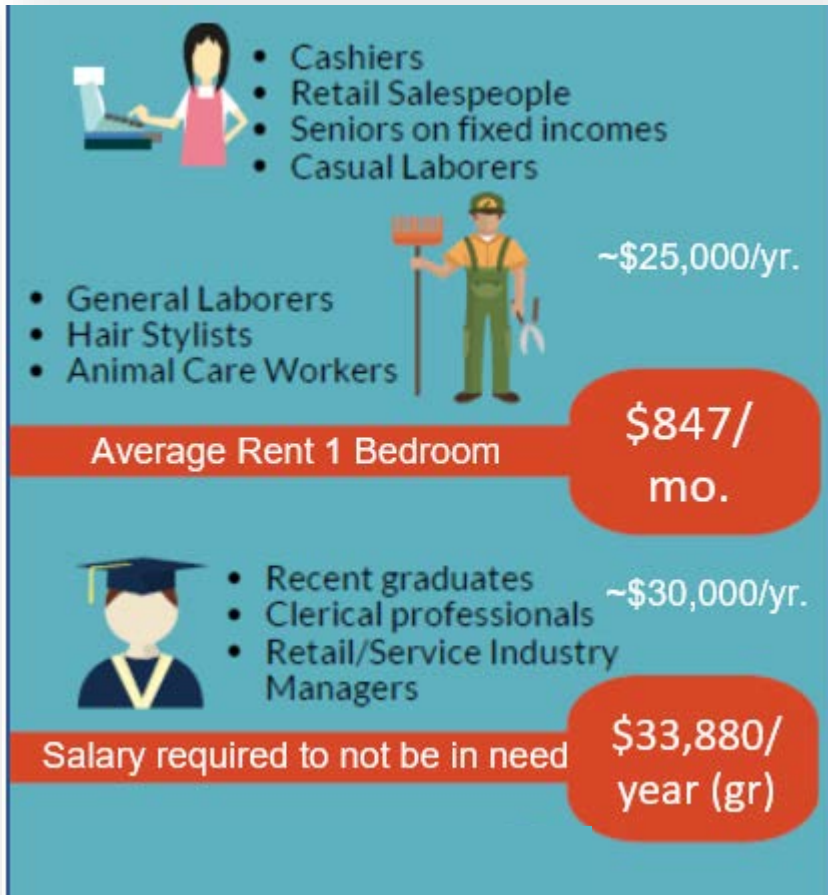 • Cashiers
• Retail Salespeople
• Seniors on fixed incomes
• Casual Laborers
~$25,000/yr.
• General Laborers
• Hair Stylists
• Animal Care Workers
Average Rent 1 Bedroom
$847/
mo.
• Recent graduates
• Clerical professionals
• Retail/Service Industry
Managers
~$30,000/yr.
Salary required to not be in need
$33,880/
year (gr)